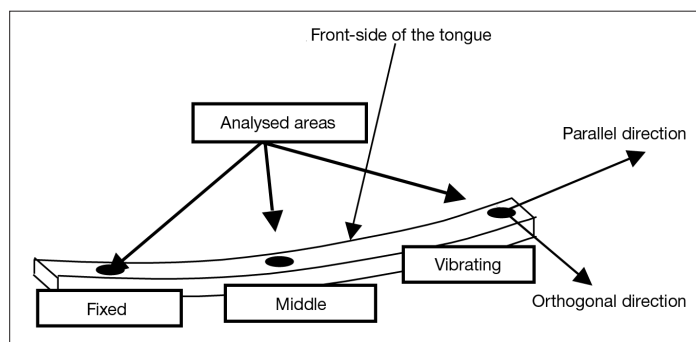 Front-side of the tongue
Analysed areas
Parallel direction
Vibrating
Orthogonal direction
Middle
Fixed